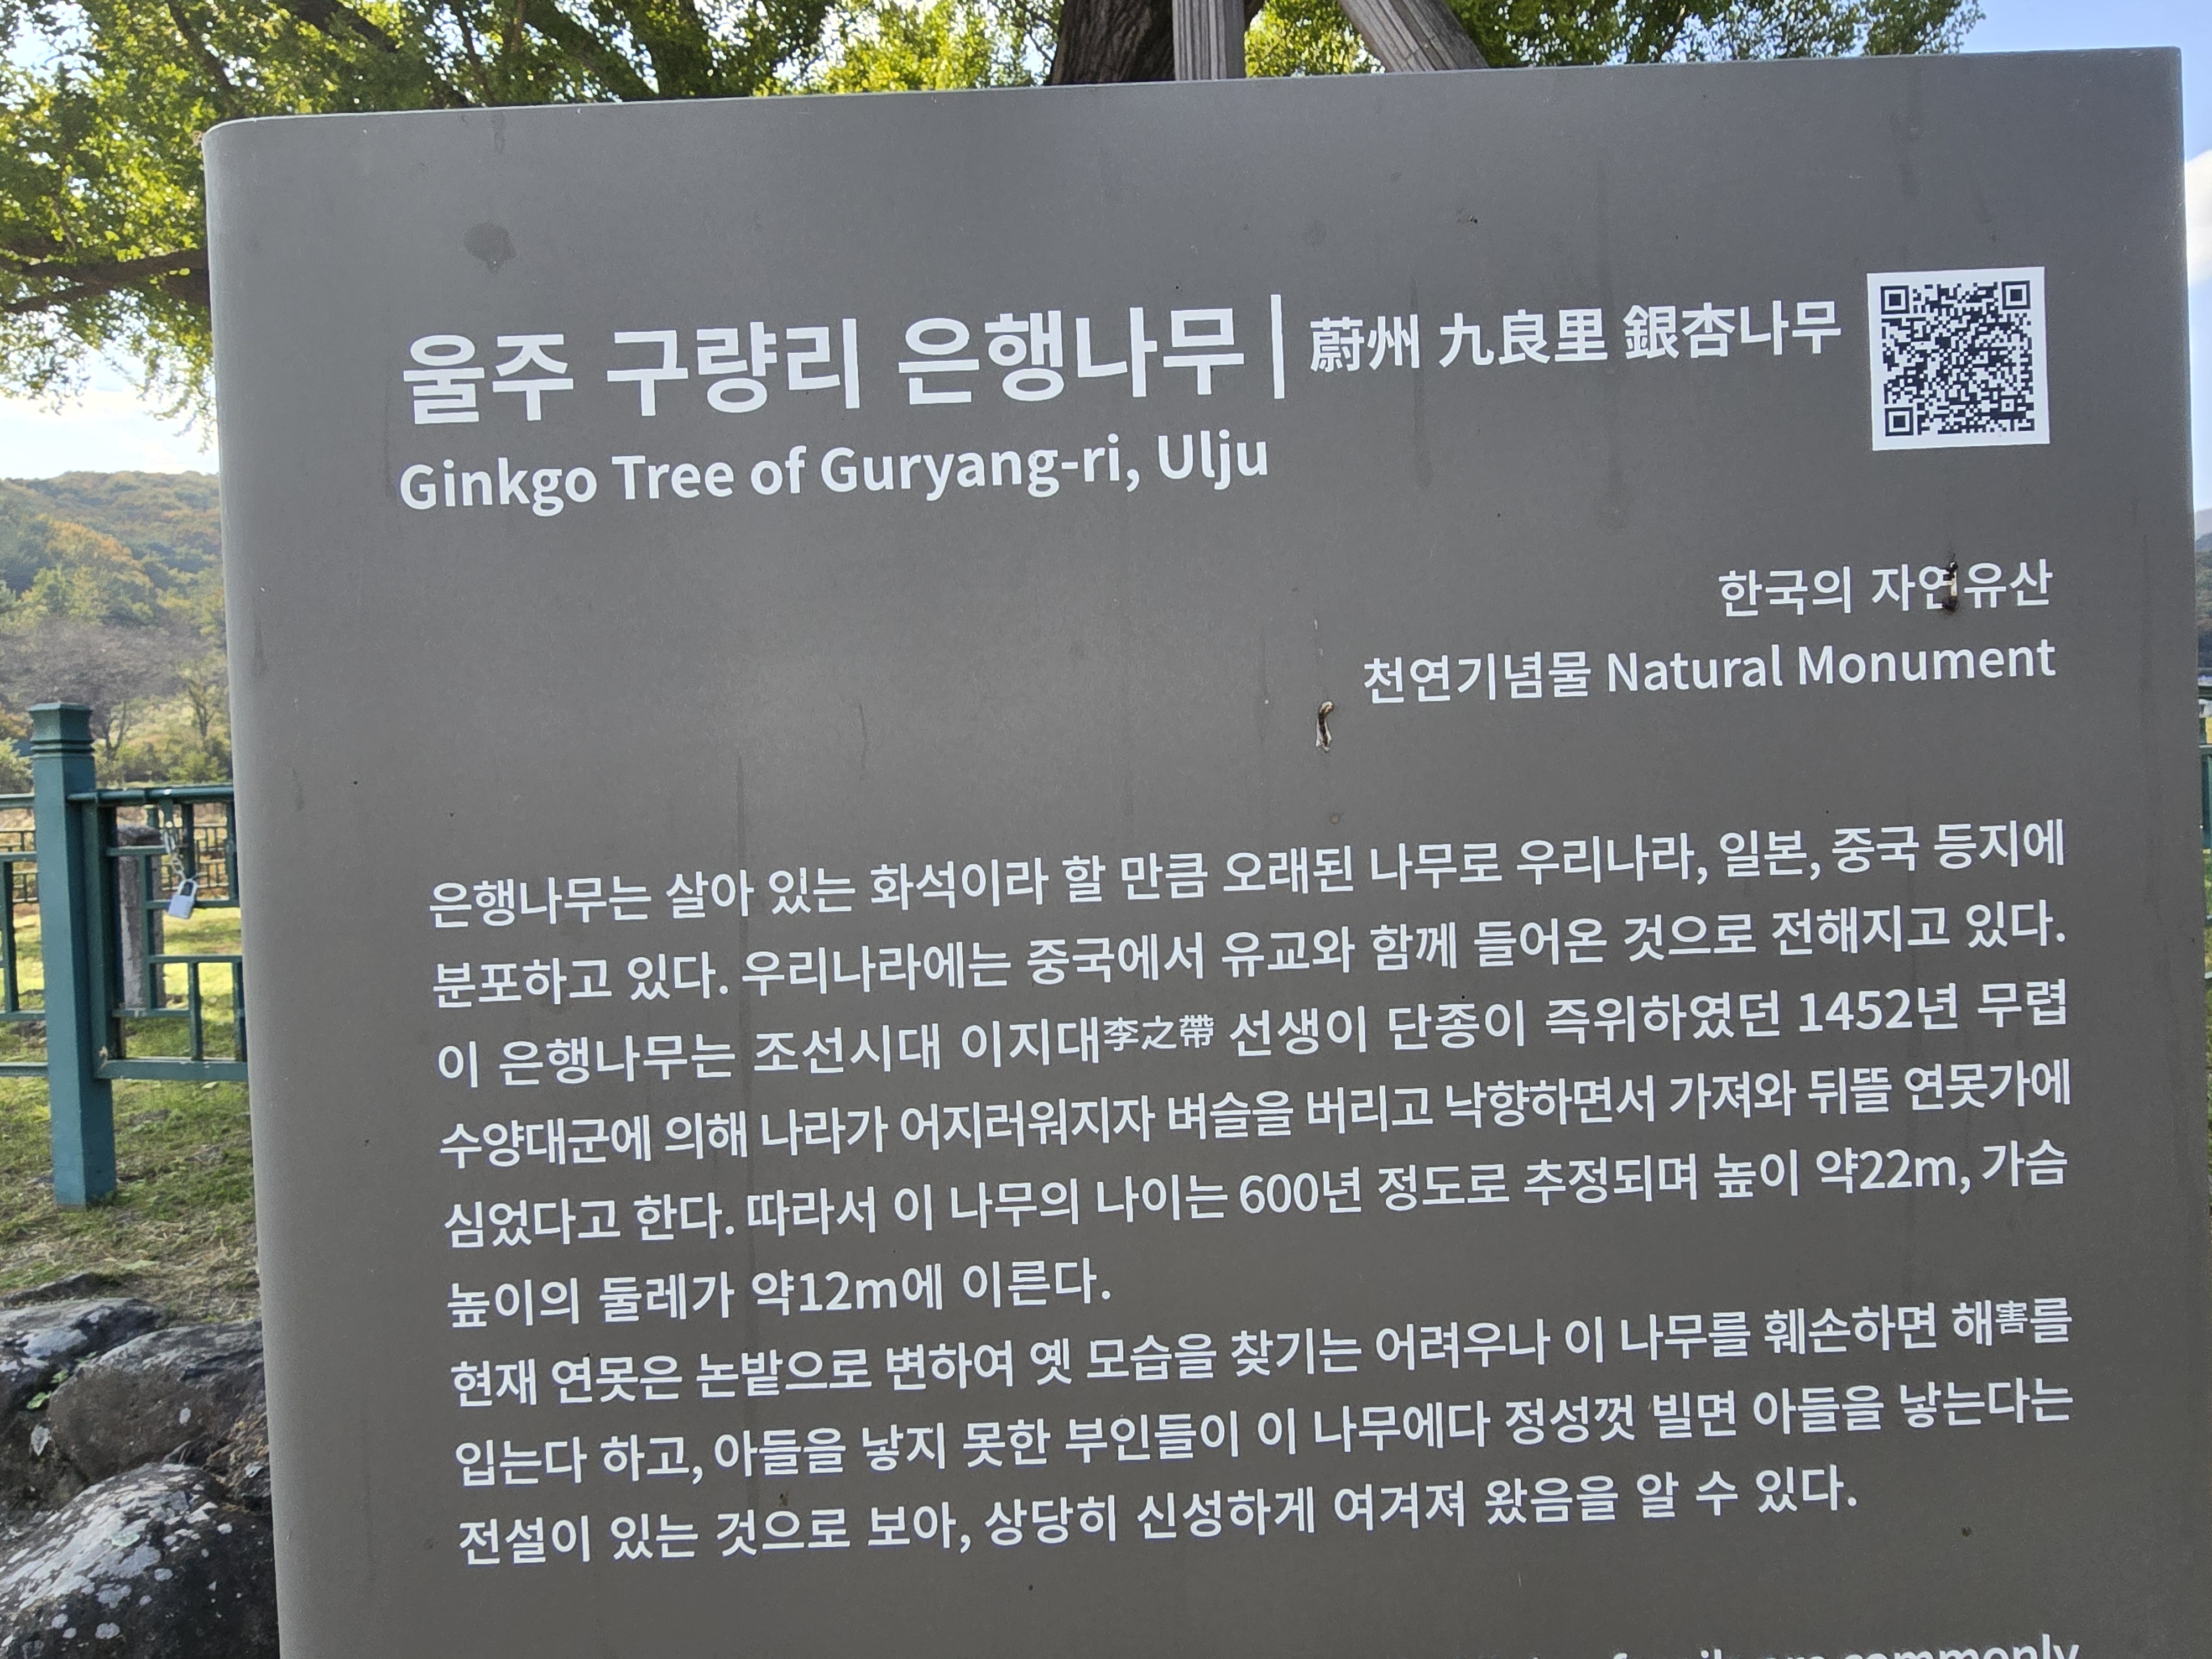 울주 구량리 은행나무 | 蔚州 九良里 銀杏나무
Ginkgo Tree of Guryang-ri, Ulju
한국의 자연유산
천연기념물 Natural Monument
은행나무는 살아 있는 화석이라 할 만큼 오래된 나무로 우리나라, 일본, 중국 등지에
분포하고 있다. 우리나라에는 중국에서 유교와 함께 들어온 것으로 전해지고 있다.
이 은행나무는 조선시대 이지대李之帶 선생이 단종이 즉위하였던 1452년 무렵
수양대군에 의해 나라가 어지러워지자 벼슬을 버리고 낙향하면서 가져와 뒤뜰 연못가에
심었다고 한다. 따라서 이 나무의 나이는 600년 정도로 추정되며 높이 약22m, 가슴
높이의 둘레가 약12m에 이른다.
현재 연못은 논밭으로 변하여 옛 모습을 찾기는 어려우나 이 나무를 훼손하면 해害를
입는다 하고, 아들을 낳지 못한 부인들이 이 나무에다 정성껏 빌면 아들을 낳는다는
전설이 있는 것으로 보아, 상당히 신성하게 여겨져 왔음을 알 수 있다.
commonly